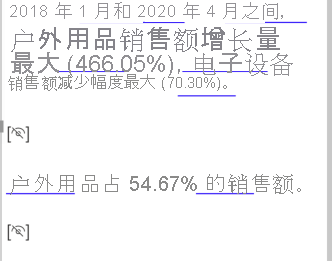 2018 年 1 月和 2020 年 4 月之间,
户外用品销售额增长量
最大 (466.05%), 电子设备
销售额减少幅度最大 (70.30%)。
户外用品占 54.67% 的销售额。